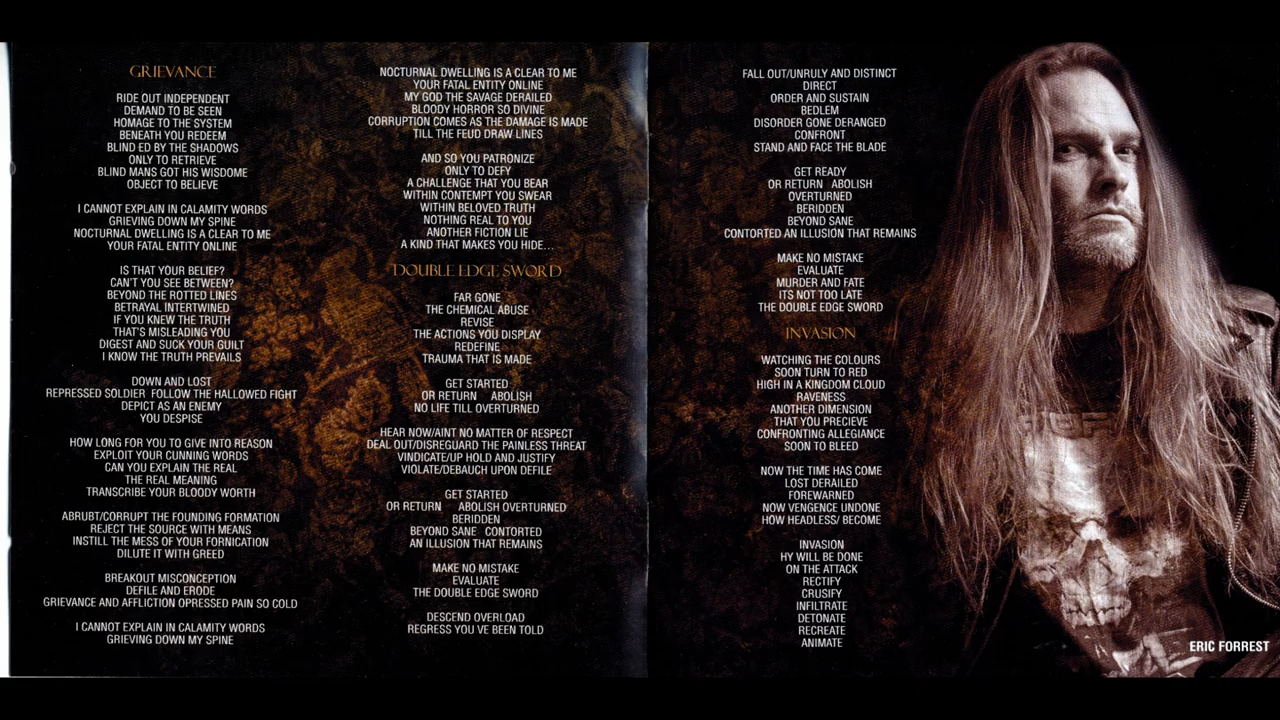 GRIEVANCE
RIDE OUT INDEPENDENT
DEMAND TO BE SEEN
HOMAGE TO THE SYSTEM
BENEATH YOU REDEEM
BLIND ED BY THE SHADOWS
ONLY TO RETRIEVE
BLIND MANS GOT HIS WISDOME
OBJECT TO BELIEVE
I CANNOT EXPLAIN IN CALAMITY WORDS
GRIEVING DOWN MY SPINE
NOCTURNAL DWELLING IS A CLEAR TO ME
YOUR FATAL ENTITY ONLINE
IS THAT YOUR BELIEF?
CAN'T YOU SEE BETWEEN?
BEYOND THE ROTTED LINES
BETRAYAL INTERTWINED
IF YOU KNEW THE TRUTH
THAT'S MISLEADING YOU
DIGEST AND SUCK YOUR GUILT
I KNOW THE TRUTH PREVAILS
DOWN AND LOST
REPRESSED SOLDIER FOLLOW THE HALLOWED FIGHT
DEPICT AS AN ENEMY
YOU DESPISE
HOW LONG FOR YOU TO GIVE INTO REASON
EXPLOIT YOUR CUNNING WORDS
CAN YOU EXPLAIN THE REAL
THE REAL MEANING
TRANSCRIBE YOUR BLOODY WORTH
ABRUBT/CORRUPT THE FOUNDING FORMATION
REJECT THE SOURCE WITH MEANS
INSTILL THE MESS OF YOUR FORNICATION
DILUTE IT WITH GREED
BREAKOUT MISCONCEPTION
DEFILE AND ERODE
GRIEVANCE AND AFFLICTION OPRESSED PAIN SO COLD
I CANNOT EXPLAIN IN CALAMITY WORDS
GRIEVING DOWN MY SPINE
NOCTURNAL DWELLING IS A CLEAR TO ME
YOUR FATAL ENTITY ONLINE
MY GOD THE SAVAGE DERAILED
BLOODY HORROR SO DIVINE
CORRUPTION COMES AS THE DAMAGE IS MADE
TILL THE FEUD DRAW LINES
AND SO YOU PATRONIZE
ONLY TO DEFY
A CHALLENGE THAT YOU BEAR
WITHIN CONTEMPT YOU SWEAR
WITHIN BELOVED TRUTH
NOTHING REAL TO YOU
ANOTHER FICTION LIE
A KIND THAT MAKES YOU HIDE...
DOUBLE EDGE SWORD
FAR GONE
THE CHEMICAL ABUSE
REVISE
THE ACTIONS YOU DISPLAY
REDEFINE
TRAUMA THAT IS MADE
GET STARTED
OR RETURN ABOLISH
NO LIFE TILL OVERTURNED
HEAR NOW/AINT NO MATTER OF RESPECT
DEAL OUT/DISREGUARD THE PAINLESS THREAT
VINDICATE/UP HOLD AND JUSTIFY
VIOLATE/DEBAUCH UPON DEFILE
GET STARTED
OR RETURN ABOLISH OVERTURNED
BERIDDEN
BEYOND SANE CONTORTED
AN ILLUSION THAT REMAINS
MAKE NO MISTAKE
EVALUATE
THE DOUBLE EDGE SWORD
DESCEND OVERLOAD
REGRESS YOU VE BEEN TOLD
FALL OUT/UNRULY AND DISTINCT
DIRECT
ORDER AND SUSTAIN
BEDLEM
DISORDER GONE DERANGED
CONFRONT
STAND AND FACE THE BLADE
GET READY
OR RETURN ABOLISH
OVERTURNED
BERIDDEN
BEYOND SANE
CONTORTED AN ILLUSION THAT REMAINS
MAKE NO MISTAKE
EVALUATE
MURDER AND FATE
ITS NOT TOO LATE
THE DOUBLE EDGE SWORD
INVASION
WATCHING THE COLOURS
SOON TURN TO RED
HIGH IN A KINGDOM CLOUD
RAVENESS
ANOTHER DIMENSION
THAT YOU PRECIEVE
CONFRONTING ALLEGIANCE
SOON TO BLEED
NOW THE TIME HAS COME
LOST DERAILED
FOREWARNED
NOW VENGENCE UNDONE
HOW HEADLESS/ BECOME
INVASION
HY WILL BE DONE
ON THE ATTACK
RECTIFY
CRUSIFY
INFILTRATE
DETONATE
RECREATE
ANIMATE
ERIC FORREST